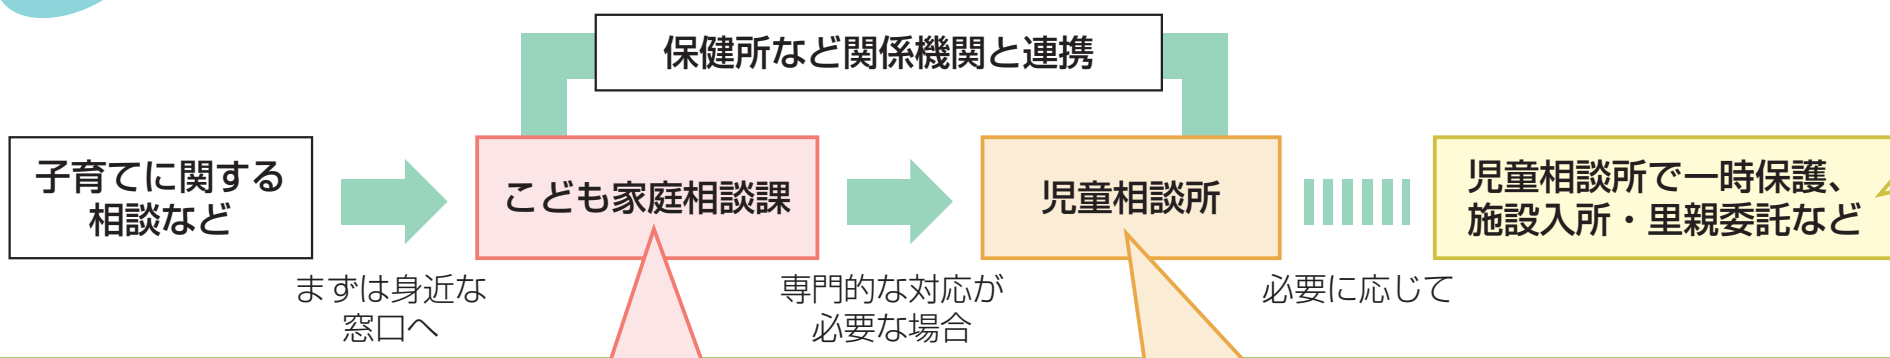 保健所など関係機関と連携
子育てに関する
相談など
まずは身近な
窓口へ
こども家庭相談課
専門的な対応が
必要な場合
児童相談所
必要に応じて
児童相談所で一時保護、
施設入所・里親委託など